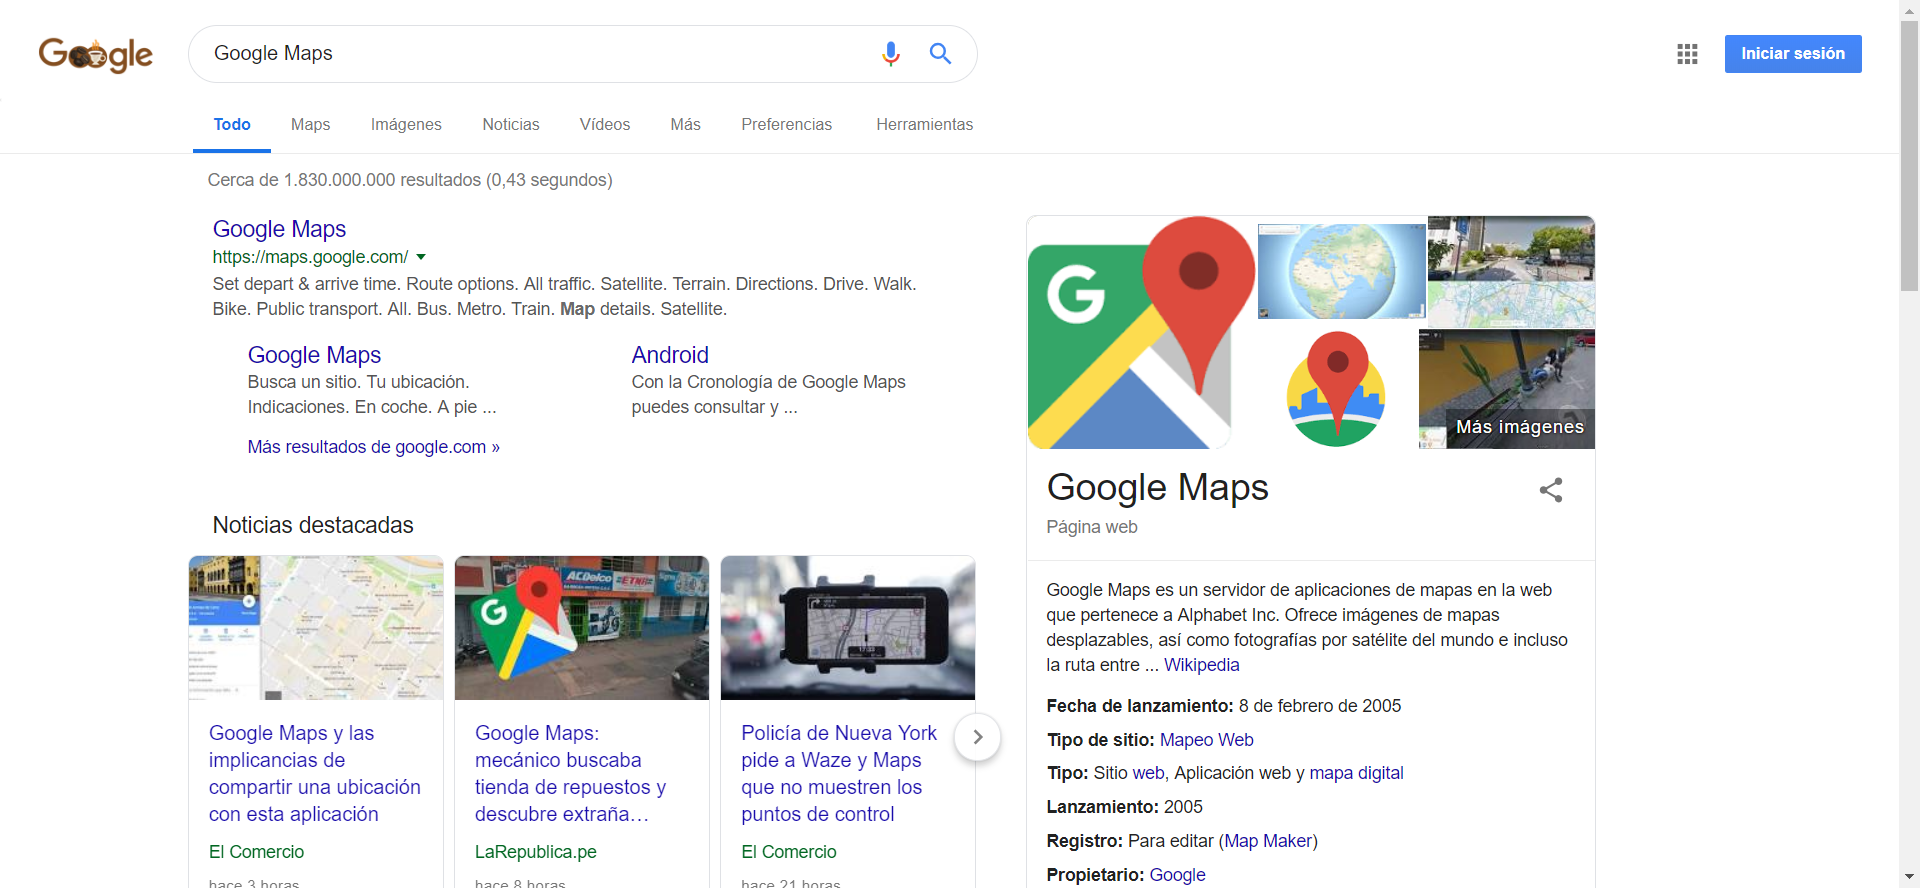 Google
Google Maps
Iniciar sesión
Todo
Maps
Imágenes
Noticias
Vídeos
Más
Preferencias
Herramientas
Cerca de 1.830.000.000 resultados (0,43 segundos)
Google Maps
https://maps.google.com/
Set depart & arrive time. Route options. All traffic. Satellite. Terrain. Directions. Drive. Walk.
Bike. Public transport. All. Bus. Metro. Train. Map details. Satellite.
Google Maps
Busca un sitio. Tu ubicación.
Indicaciones. En coche. A pie ...
Android
Con la Cronología de Google Maps
puedes consultar y ...
Más resultados de google.com »
Noticias destacadas
ACDelco
ETNA
G
17:33
Google Maps y las
implicancias de
compartir una ubicación
con esta aplicación
El Comercio
hace 3 horas
Google Maps:
mecánico buscaba
tienda de repuestos y
descubre extraña…
LaRepublica.pe
hace 8 horas
Policía de Nueva York
pide a Waze y Maps
que no muestren los
puntos de control
El Comercio
hace 21 horas
G
Más imágenes
Google Maps
Página web
Google Maps es un servidor de aplicaciones de mapas en la web
que pertenece a Alphabet Inc. Ofrece imágenes de mapas
desplazables, así como fotografías por satélite del mundo e incluso
la ruta entre ... Wikipedia
Fecha de lanzamiento: 8 de febrero de 2005
Tipo de sitio: Mapeo Web
Tipo: Sitio web, Aplicación web y mapa digital
Lanzamiento: 2005
Registro: Para editar (Map Maker)
Propietario: Google